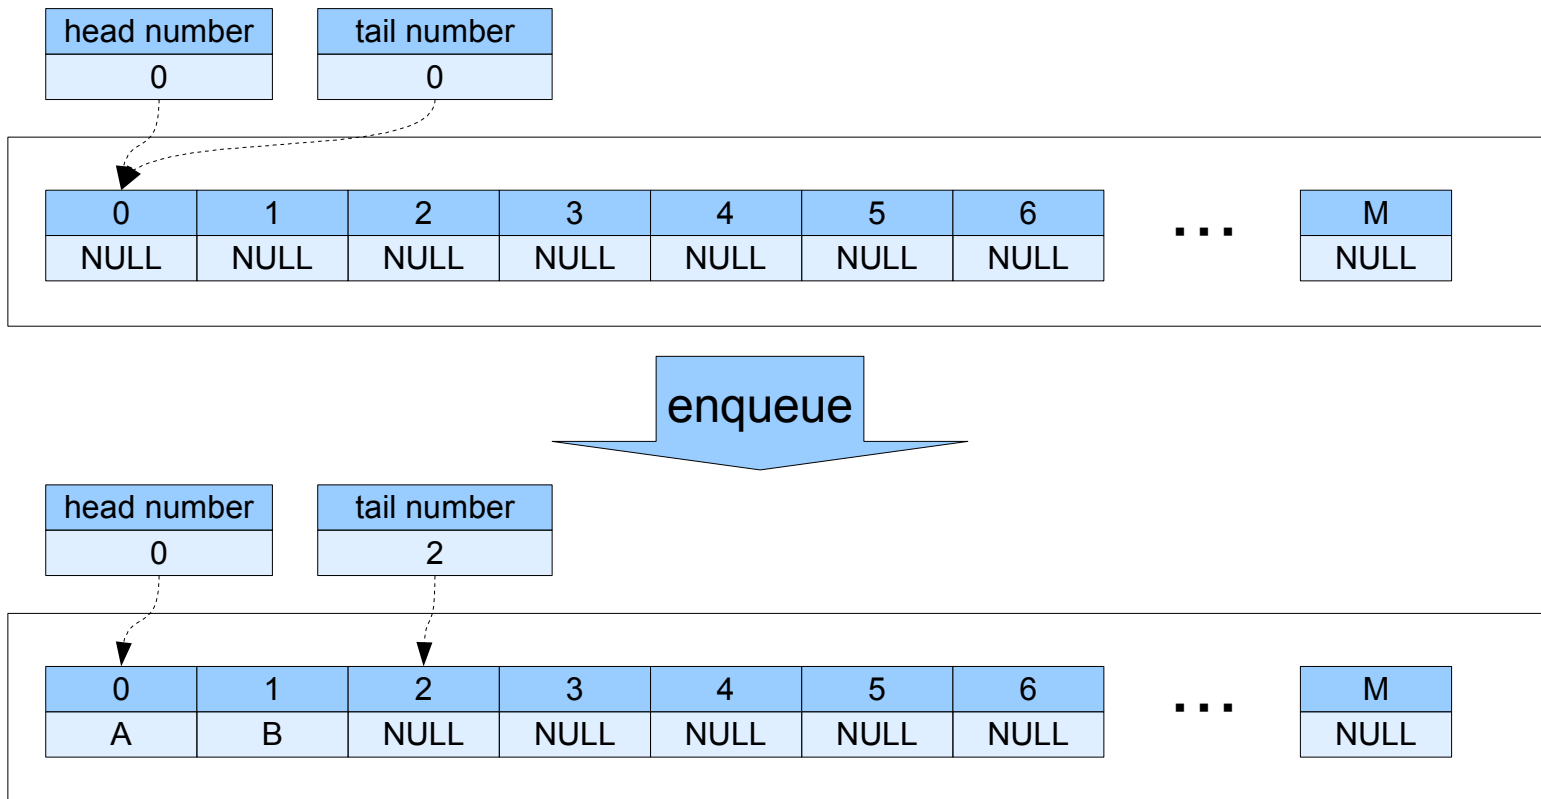 head number tail number
0 0
0 1 2 3 4 5 6 ... M
NULL NULL NULL NULL NULL NULL NULL NULL
enqueue
head number tail number
0 2
0 1 2 3 4 5 6 ... M
A B NULL NULL NULL NULL NULL NULL